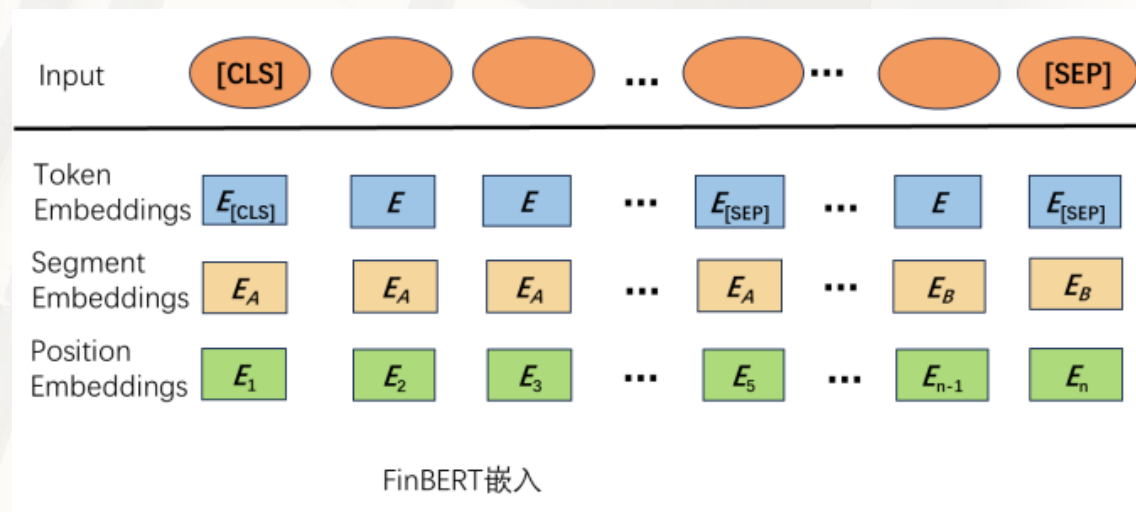 Input [CLS] ... ... [SEP]
Token
Embeddings E[CLS] E E ... E[SEP] ... E E[SEP]
Segment
Embeddings EA EA EA ... EA ... EB EB
Position
Embeddings E1 E2 E3 ... E5 ... En-1 En
FinBERT嵌入